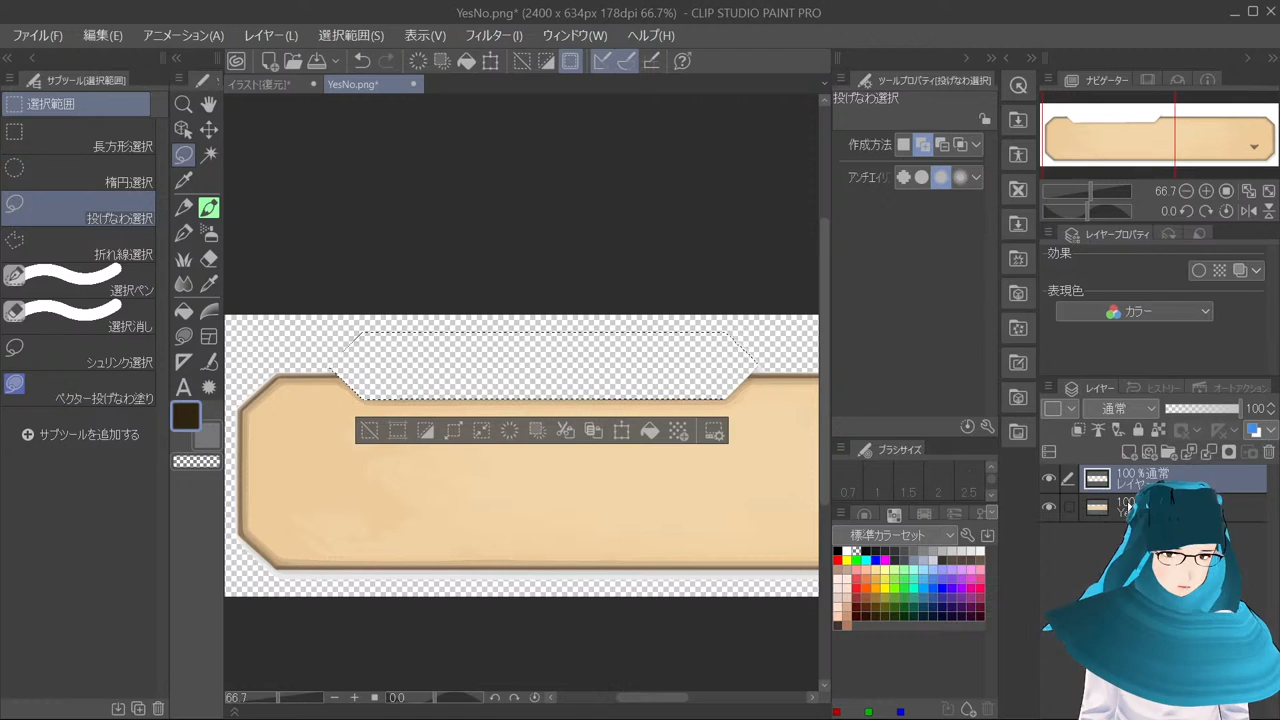 YesNo.png* (2400 x 634px 178dpi 66.7%) - CLIP STUDIO PAINT PRO
ファイル(F) 編集(E) アニメーション(A) レイヤー(L) 選択範囲(S) 表示(V) フィルター(I) ウィンドウ(W) ヘルプ(H)
サブツール[選択範囲]
選択範囲
長方形選択
楕円選択
投げなわ選択
折れ線選択
選択ペン
選択消し
シュリンク選択
ベクター投げなわ塗り
サブツールを追加する
イラスト(復元)*
YesNo.png*
66.7
0.0
ツールプロパティ[投げなわ選択]
投げなわ選択
作成方法
アンチエイリ
ブラシサイズ
0.7 1 1.5 2 2.5
標準カラーセット
ナビゲーター
66.7
0.0
レイヤープロパティ
効果
表現色
カラー
レイヤー ヒストリー オートアクション
通常 100
100 %通常
レイヤ
100